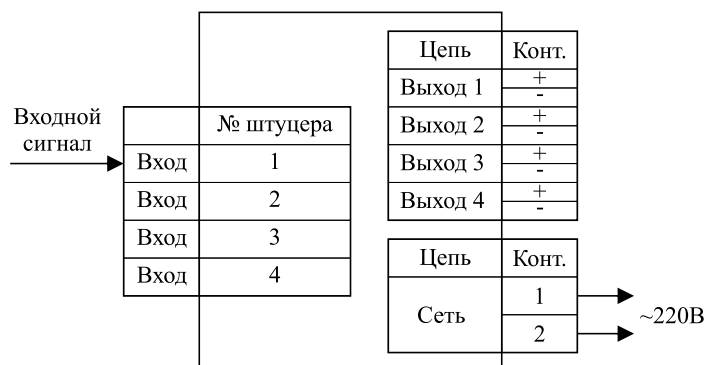 Входной
сигнал
№ штуцера
Вход 1
Вход 2
Вход 3
Вход 4
Цепь Конт.
Выход 1 +
-
Выход 2 +
-
Выход 3 +
-
Выход 4 +
-
Цепь Конт.
Сеть 1
2
~220В